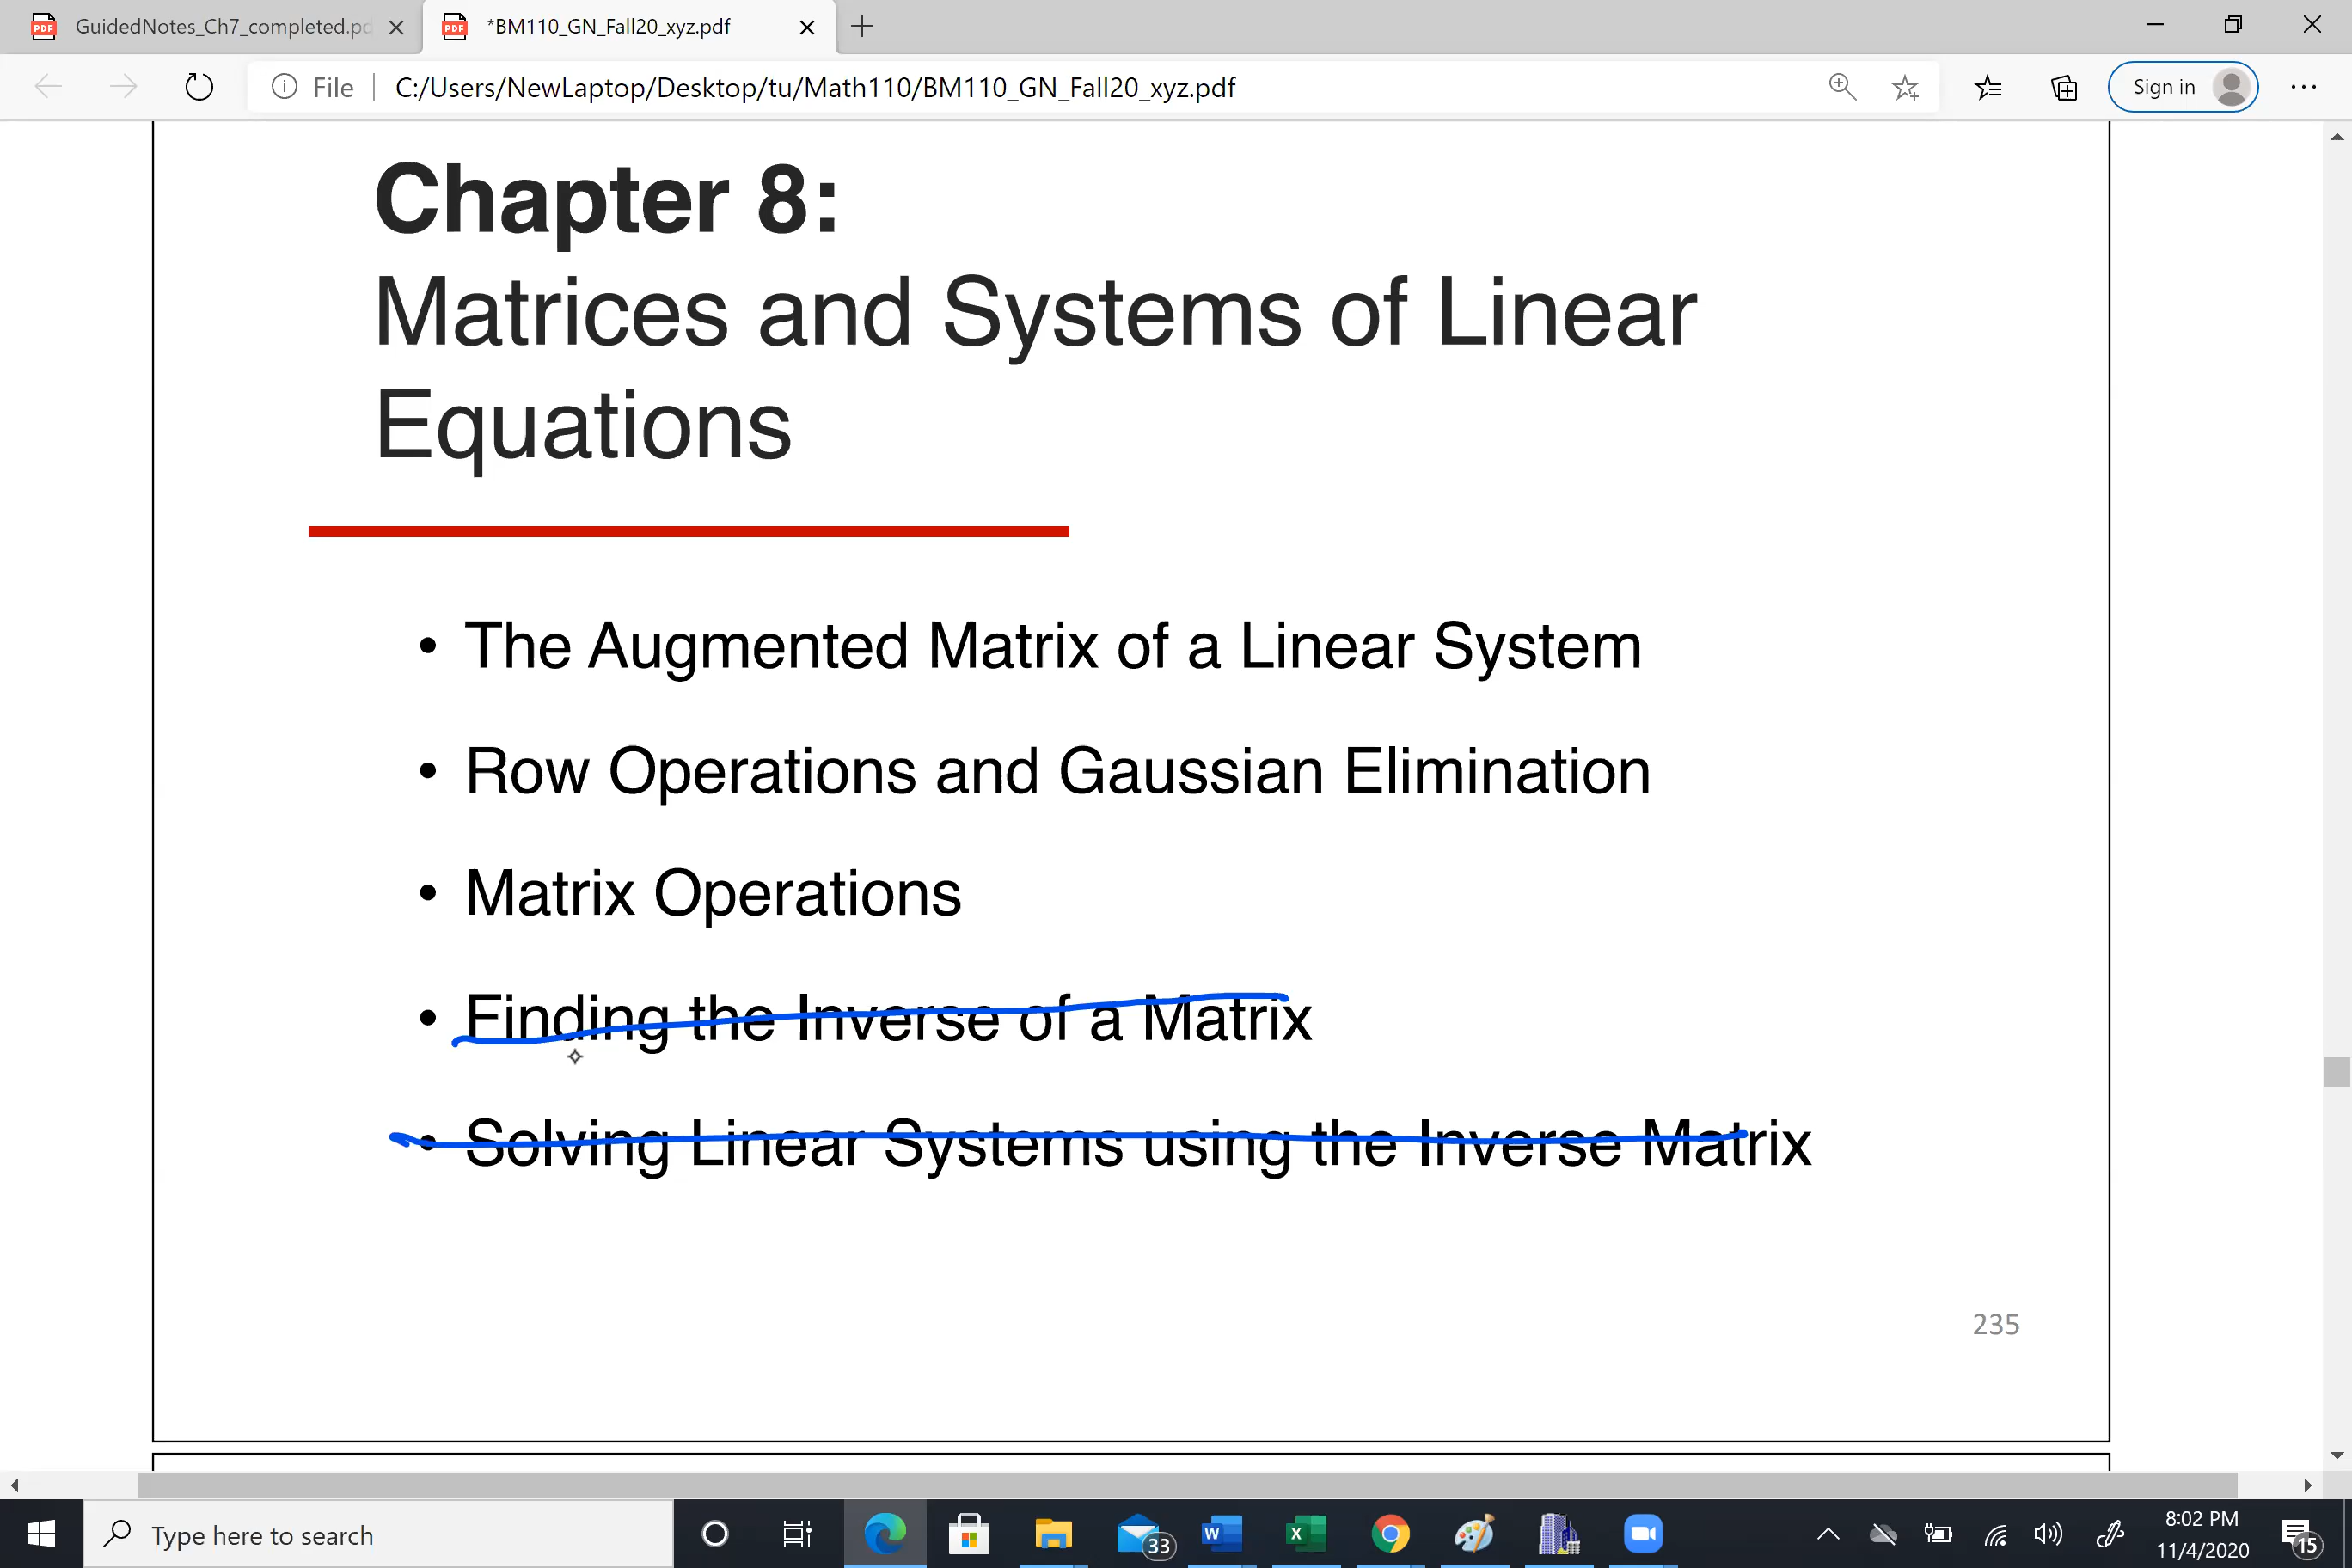 GuidedNotes_Ch7_completed.pd
*BM110_GN_Fall20_xyz.pdf
File
C:/Users/NewLaptop/Desktop/tu/Math110/BM110_GN_Fall20_xyz.pdf
Sign in
Chapter 8:
Matrices and Systems of Linear
Equations
• The Augmented Matrix of a Linear System
• Row Operations and Gaussian Elimination
• Matrix Operations
• Finding the Inverse of a Matrix
• Solving Linear Systems using the Inverse Matrix
235
Type here to search
33
8:02 PM
11/4/2020
15